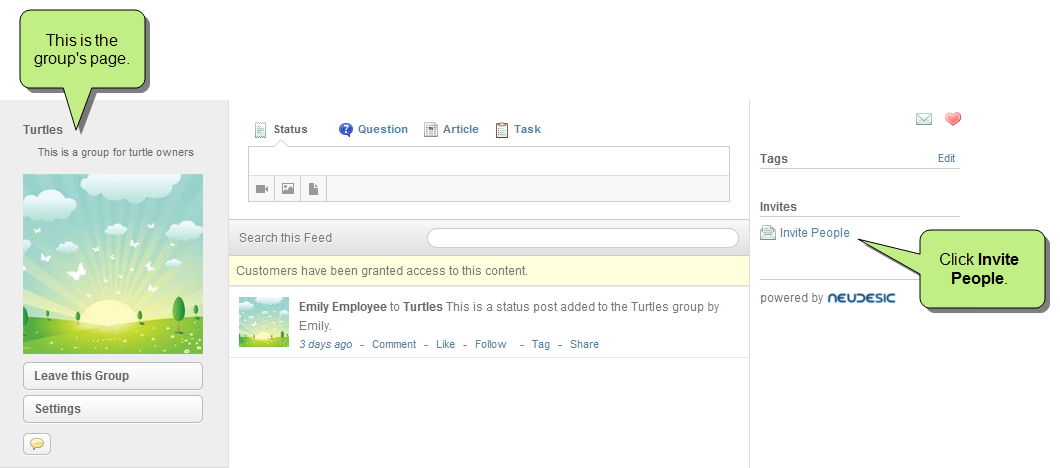 This is the
group's page.
Turtles
This is a group for turtle owners
Leave this Group
Settings
Status Question Article Task
Search this Feed
Customers have been granted access to this content.
Emily Employee to Turtles This is a status post added to the Turtles group by
Emily.
3 days ago - Comment - Like - Follow - Tag - Share
Tags Edit
Invites
Invite People
Click Invite
People.
powered by NEUDESIC